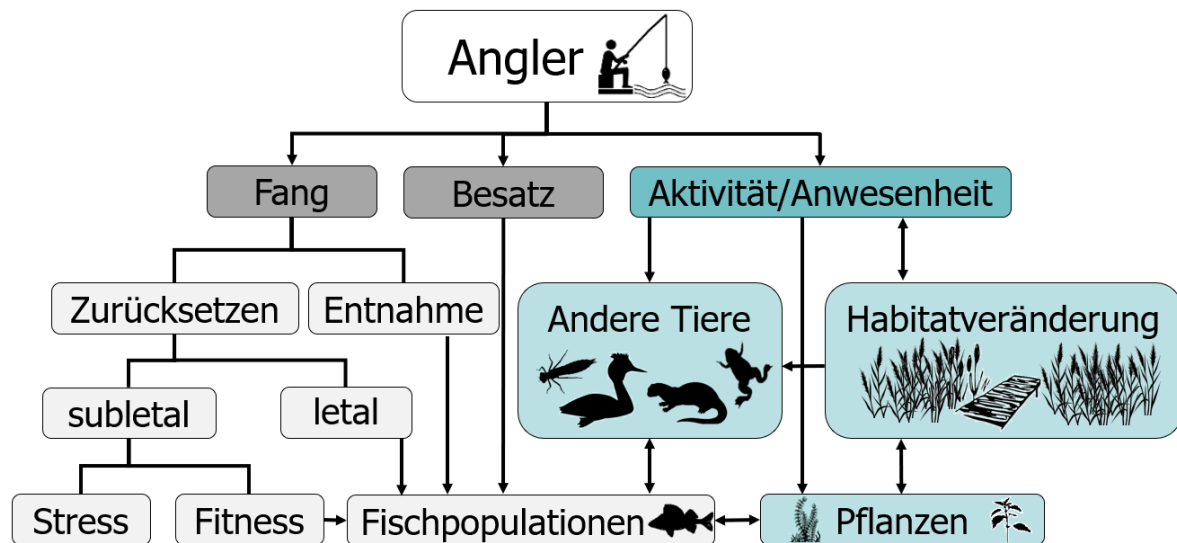 Angler
Fang
Besatz
Aktivität/Anwesenheit
Zurücksetzen
Entnahme
Andere Tiere
Habitatveränderung
subletal
letal
Stress
Fitness
Fischpopulationen
Pflanzen